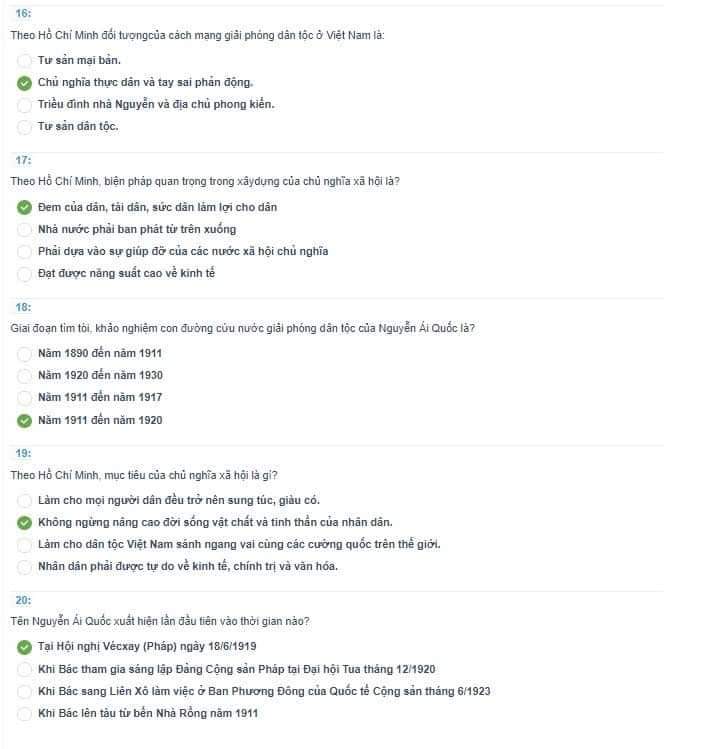 16:
Theo Hồ Chí Minh đối tượngcủa cách mạng giải phóng dân tộc ở Việt Nam là:
Tư sản mại bản.
Chủ nghĩa thực dân và tay sai phản động.
Triều đình nhà Nguyễn và địa chủ phong kiến.
Tư sản dân tộc.
17:
Theo Hồ Chí Minh, biện pháp quan trọng trong xâydựng của chủ nghĩa xã hội là?
Đem của dân, tài dân, sức dân làm lợi cho dân
Nhà nước phải ban phát từ trên xuống
Phải dựa vào sự giúp đỡ của các nước xã hội chủ nghĩa
Đạt được năng suất cao về kinh tế
18:
Giai đoạn tìm tòi, khảo nghiệm con đường cứu nước giải phóng dân tộc của Nguyễn Ái Quốc là?
Năm 1890 đến năm 1911
Năm 1920 đến năm 1930
Năm 1911 đến năm 1917
Năm 1911 đến năm 1920
19:
Theo Hồ Chí Minh, mục tiêu của chủ nghĩa xã hội là gì?
Làm cho mọi người dân đều trở nên sung túc, giàu có.
Không ngừng nâng cao đời sống vật chất và tinh thần của nhân dân.
Làm cho dân tộc Việt Nam sánh ngang vai cùng các cường quốc trên thế giới.
Nhân dân phải được tự do về kinh tế, chính trị và văn hóa.
20:
Tên Nguyễn Ái Quốc xuất hiện lần đầu tiên vào thời gian nào?
Tại Hội nghị Vécxay (Pháp) ngày 18/6/1919
Khi Bác tham gia sáng lập Đảng Cộng sản Pháp tại Đại hội Tua tháng 12/1920
Khi Bác sang Liên Xô làm việc ở Ban Phương Đông của Quốc tế Cộng sản tháng 6/1923
Khi Bác lên tàu từ bến Nhà Rồng năm 1911